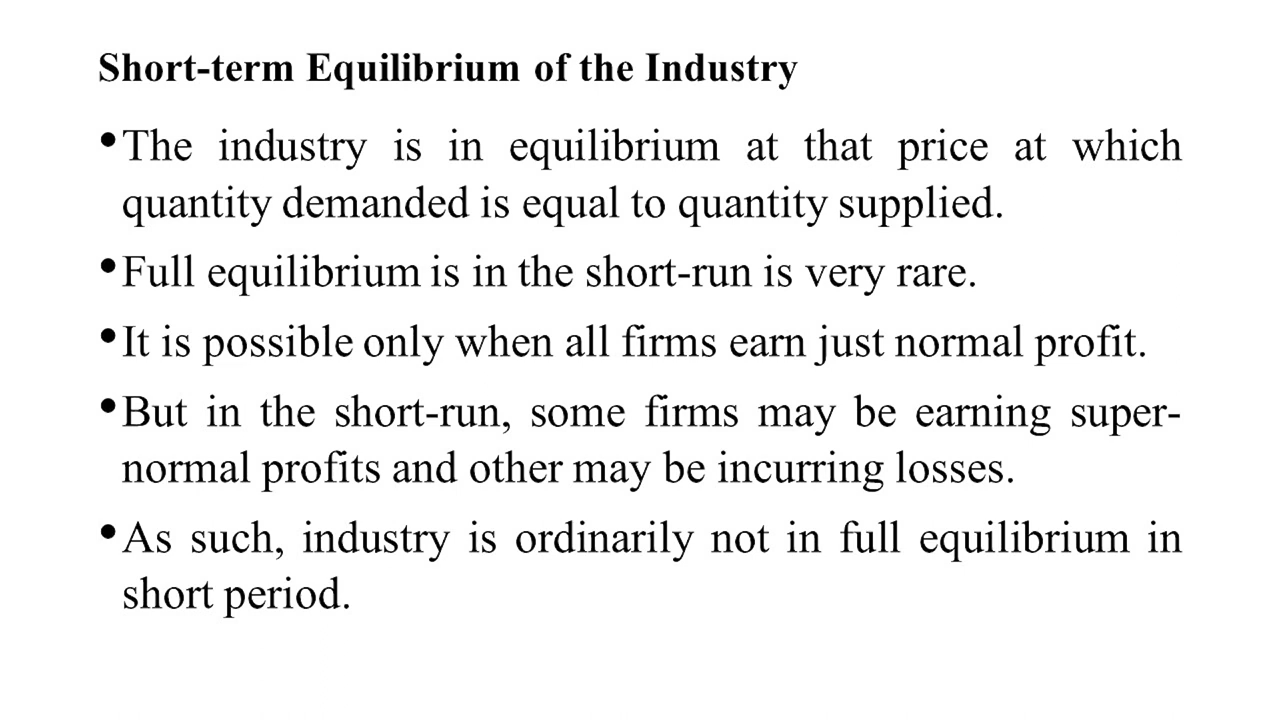 Short-term Equilibrium of the Industry
•The industry is in equilibrium at that price at which
quantity demanded is equal to quantity supplied.
•Full equilibrium is in the short-run is very rare.
•It is possible only when all firms earn just normal profit.
•But in the short-run, some firms may be earning super-
normal profits and other may be incurring losses.
•As such, industry is ordinarily not in full equilibrium in
short period.